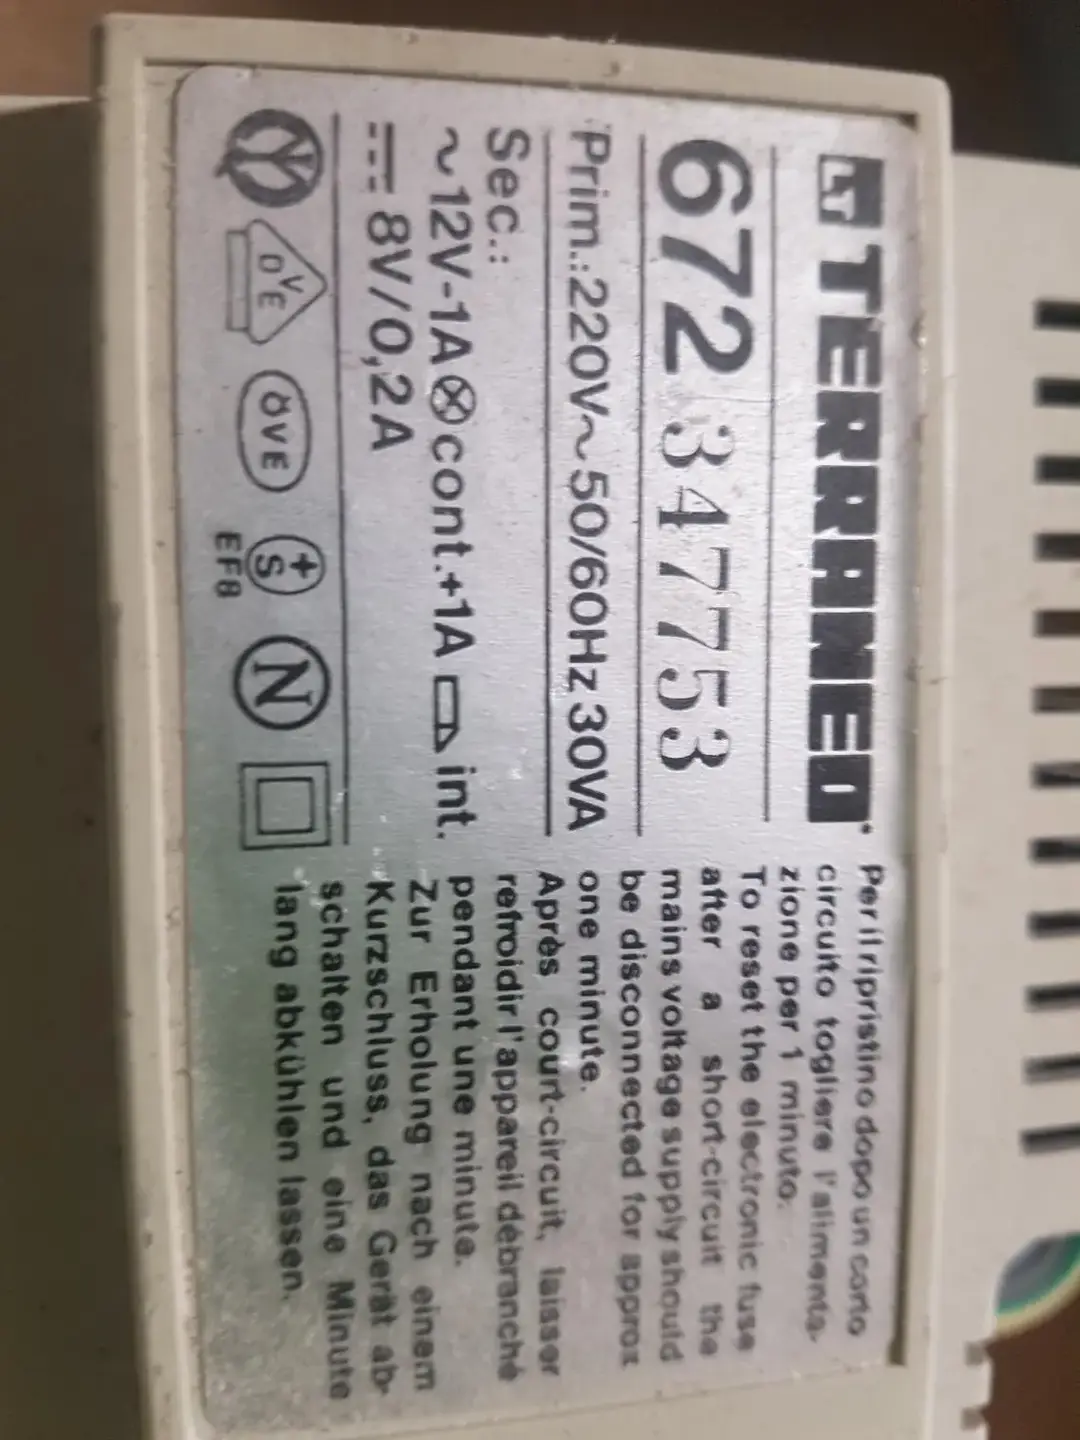 LT TERRANEO
672 347753
Prim.:220V~50/60Hz 30VA
Sec.:
~12V-1A⊗cont.+1A int.
8V/0,2A
DVE
ÖVE
+S
EF8
N
Per il ripristino dopo un corto
circuito togliere l'alimenta-
zione per 1 minuto.
To reset the electronic fuse
after a short-circuit the
mains voltage supply should
be disconnected for approx
one minute.
Après court-circuit, laisser
refroidir l'appareil débranché
pendant une minute.
Zur Erholung nach einem
Kurzschluss, das Gerät ab-
schalten und eine Minute
lang abkühlen lassen.